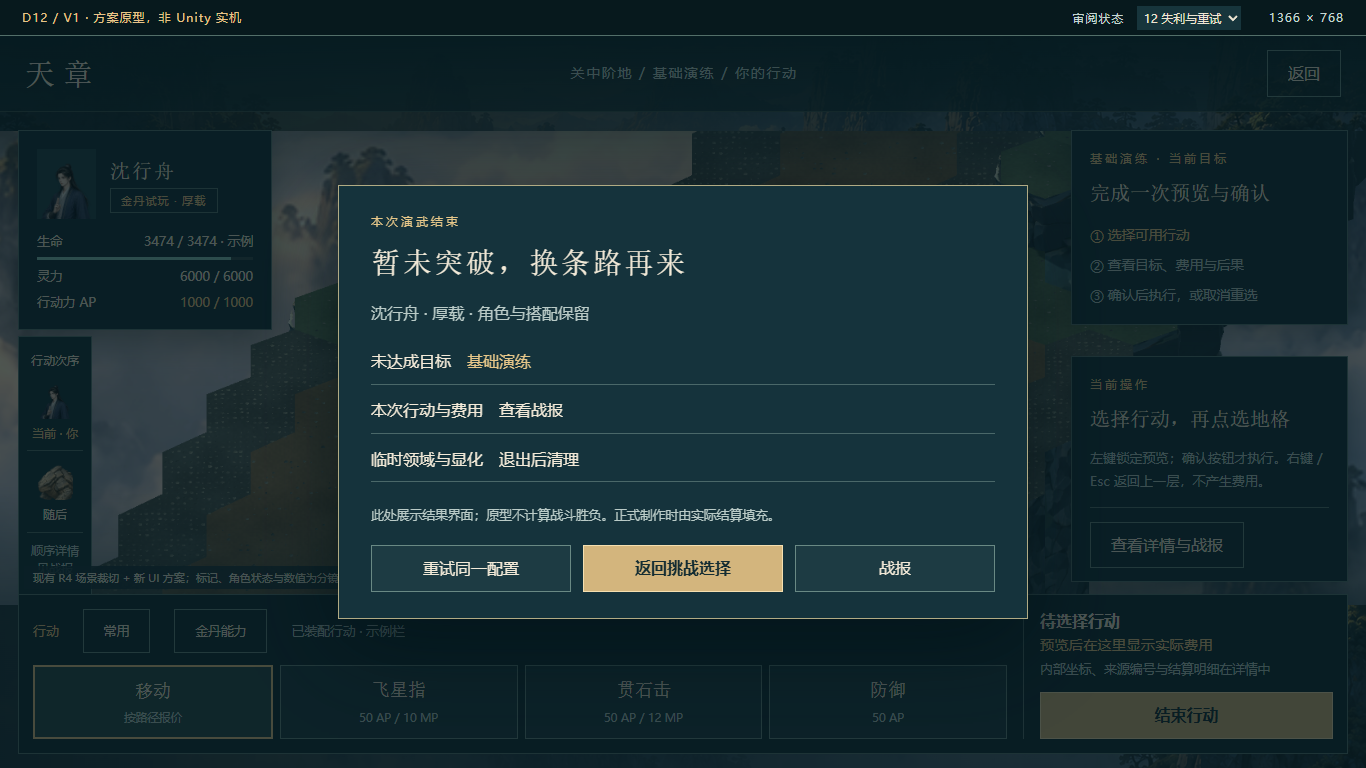 D12 / V1 · 方案原型，非 Unity 实机
审阅状态 12 失利与重试 1366 × 768
天章
关中阶地 / 基础演练 / 你的行动
返回
沈行舟
金丹试玩 · 厚载
生命 3474 / 3474 · 示例
灵力 6000 / 6000
行动力 AP 1000 / 1000
行动次序
当前 · 你
随后
顺序详情
现有 R4 场景裁切 + 新 UI 方案；标记、角色状态与数值为分镜
基础演练 · 当前目标
完成一次预览与确认
① 选择可用行动
② 查看目标、费用与后果
③ 确认后执行，或取消重选
当前操作
选择行动，再点选地格
左键锁定预览；确认按钮才执行。右键 /
Esc 返回上一层，不产生费用。
查看详情与战报
本次演武结束
暂未突破，换条路再来
沈行舟 · 厚载 · 角色与搭配保留
未达成目标 基础演练
本次行动与费用 查看战报
临时领域与显化 退出后清理
此处展示结果界面；原型不计算战斗胜负。正式制作时由实际结算填充。
重试同一配置
返回挑战选择
战报
行动
常用
金丹能力
已装配行动 · 示例栏
移动
按路径报价
飞星指
50 AP / 10 MP
贯石击
50 AP / 12 MP
防御
50 AP
待选择行动
预览后在这里显示实际费用
内部坐标、来源编号与结算明细在详情中
结束行动